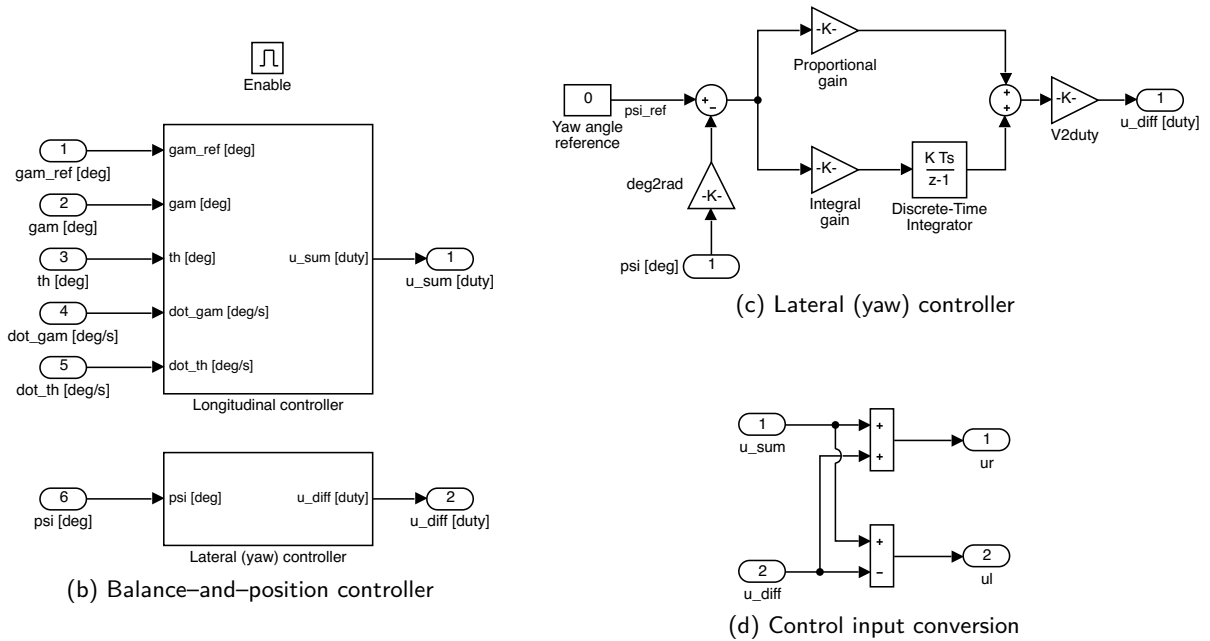 Enable
1
gam_ref [deg]
gam_ref [deg]
2
gam [deg]
gam [deg]
3
th [deg]
th [deg]
u_sum [duty]
1
u_sum [duty]
4
dot_gam [deg/s]
dot_gam [deg/s]
5
dot_th [deg/s]
dot_th [deg/s]
Longitudinal controller
6
psi [deg]
psi [deg]
u_diff [duty]
2
u_diff [duty]
Lateral (yaw) controller
(b) Balance–and–position controller
-K-
Proportional
gain
0
psi_ref
Yaw angle
reference
+
−
+
+
-K-
V2duty
1
u_diff [duty]
deg2rad
-K-
-K-
Integral
gain
K Ts
z-1
Discrete-Time
Integrator
psi [deg]
1
(c) Lateral (yaw) controller
1
u_sum
+
+
1
ur
2
u_diff
+
−
2
ul
(d) Control input conversion